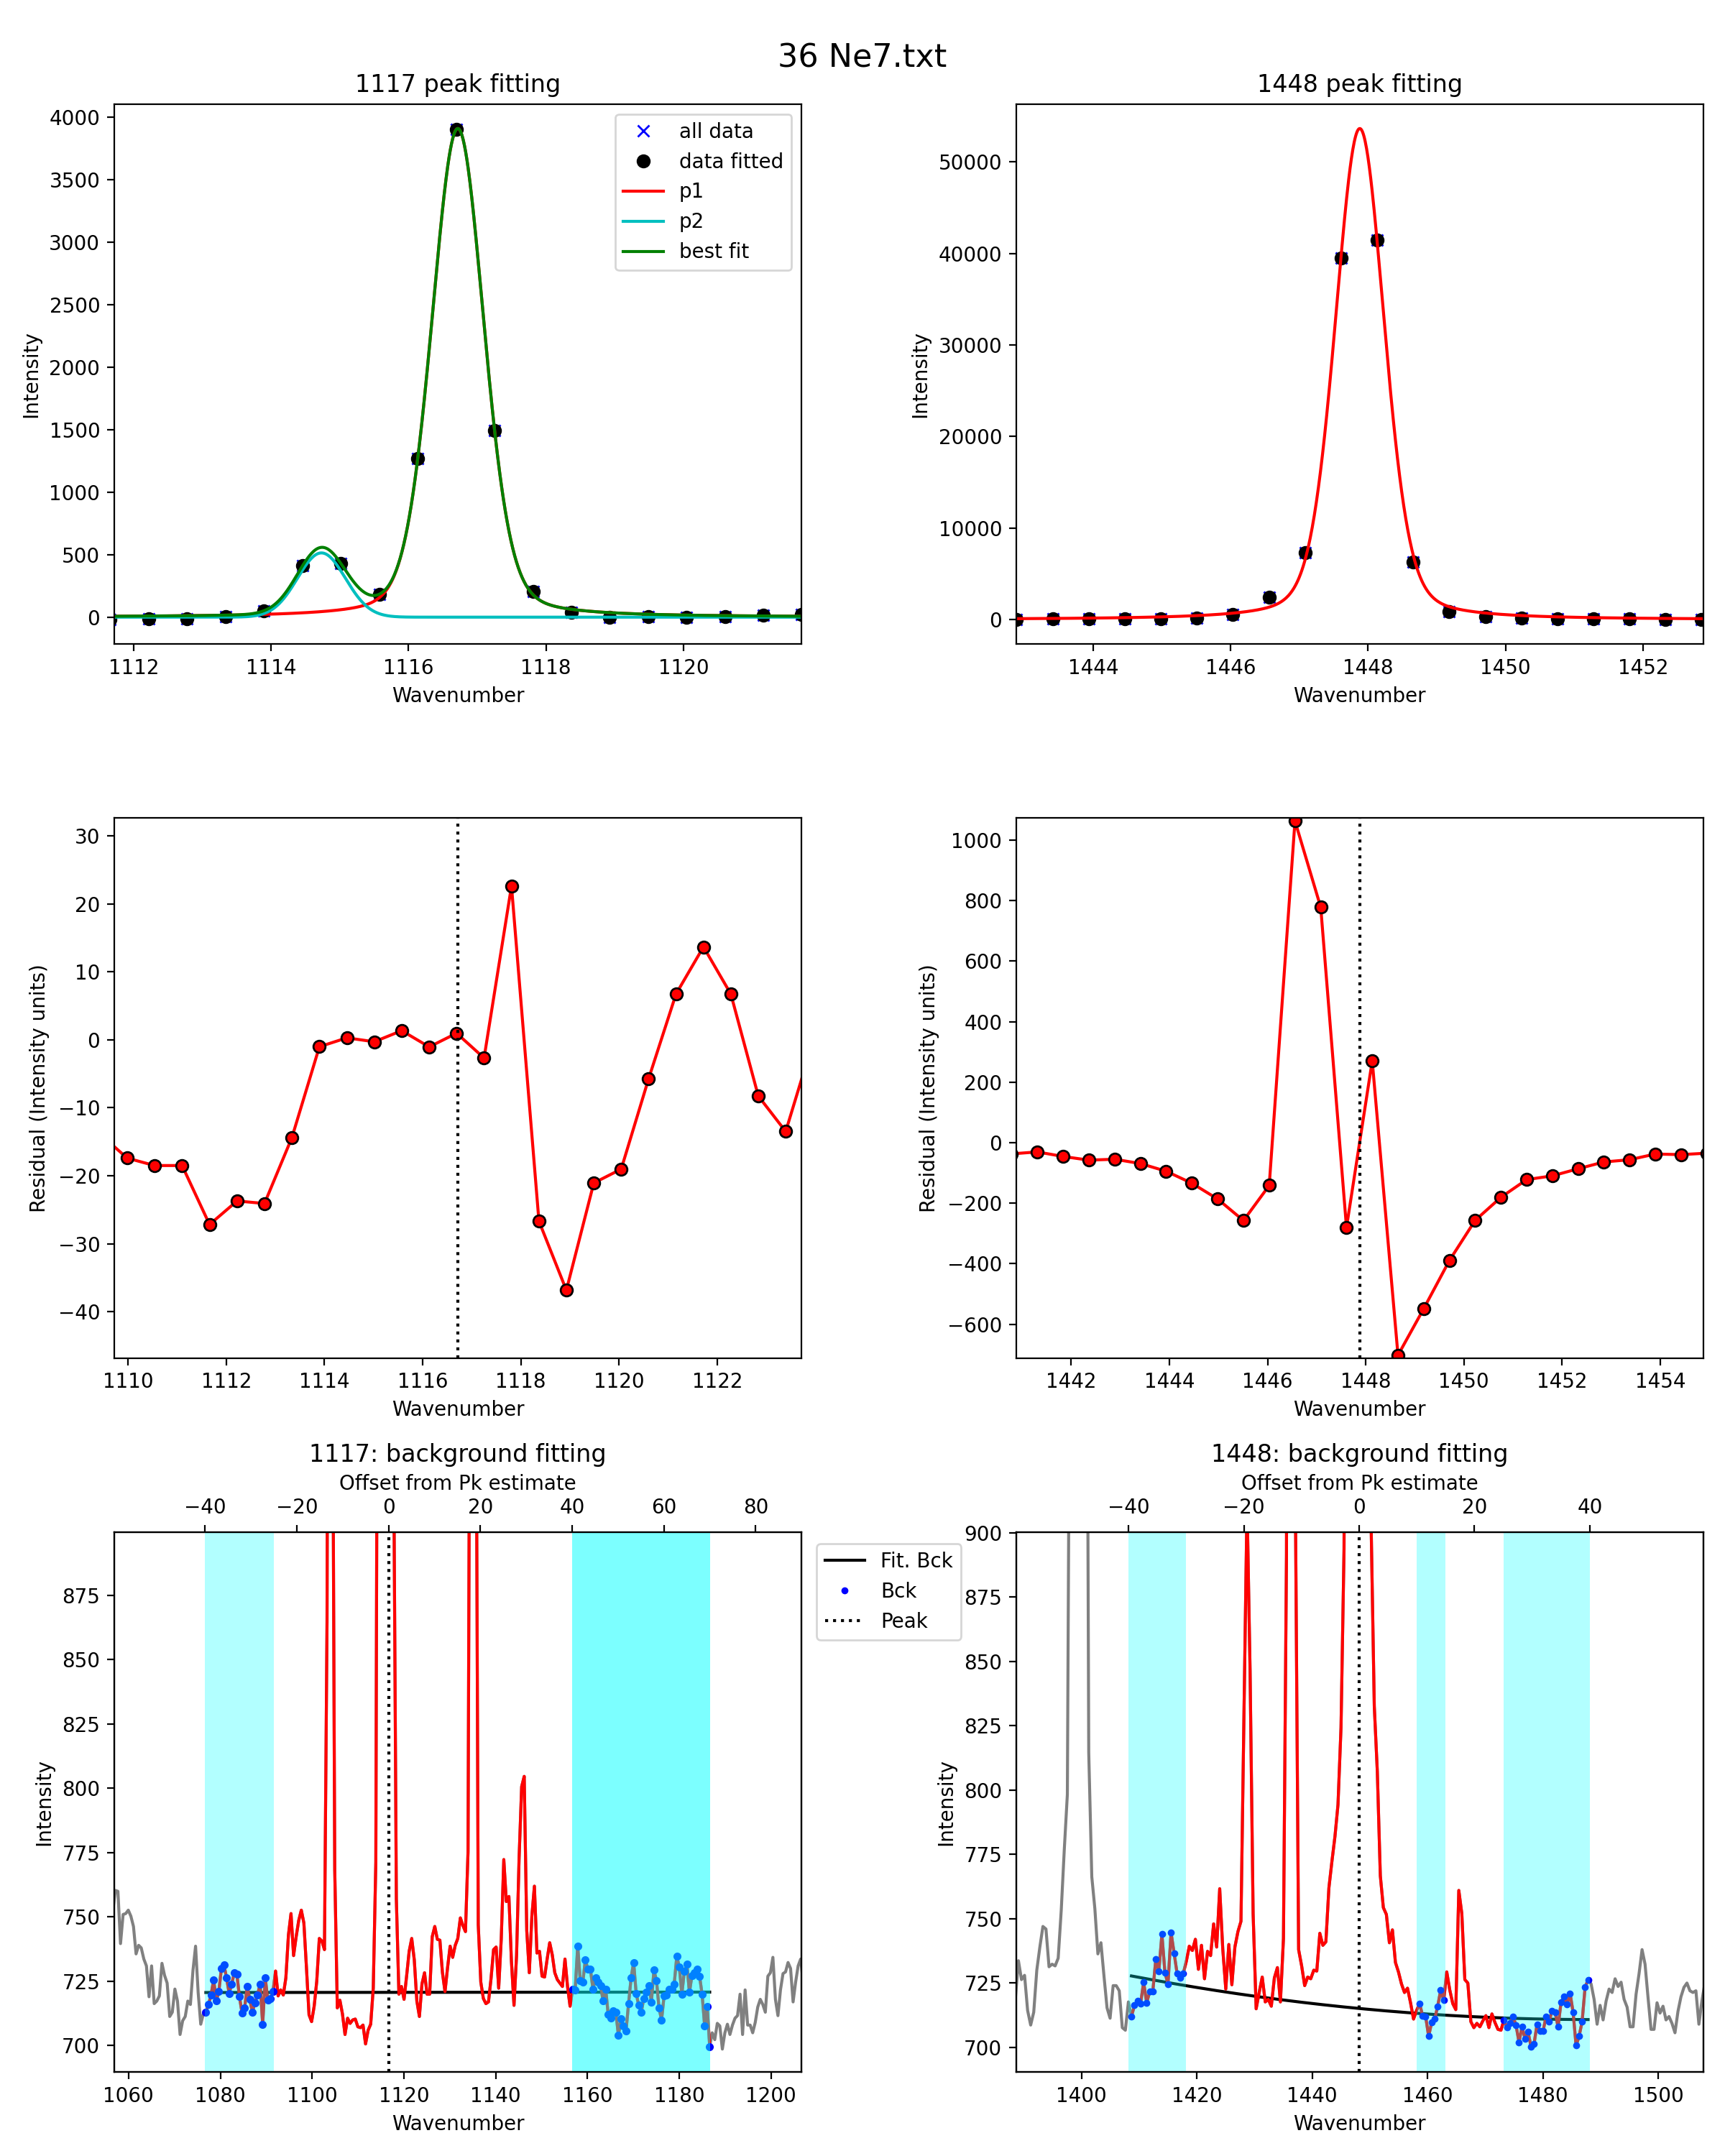 36 Ne7.txt
1117 peak fitting
1448 peak fitting
4000
3500
3000
2500
2000
1500
1000
500
0
Intensity
all data
data fitted
p1
p2
best fit
1112 1114 1116 1118 1120
Wavenumber
50000
40000
30000
20000
10000
0
Intensity
1444 1446 1448 1450 1452
Wavenumber
30
20
10
0
−10
−20
−30
−40
Residual (Intensity units)
1110 1112 1114 1116 1118 1120 1122
Wavenumber
1000
800
600
400
200
0
−200
−400
−600
Residual (Intensity units)
1442 1444 1446 1448 1450 1452 1454
Wavenumber
1117: background fitting
Offset from Pk estimate
−40 −20 0 20 40 60 80
875
850
825
800
775
750
725
700
Intensity
1060 1080 1100 1120 1140 1160 1180 1200
Wavenumber
Fit. Bck
Bck
Peak
1448: background fitting
Offset from Pk estimate
−40 −20 0 20 40
900
875
850
825
800
775
750
725
700
Intensity
1400 1420 1440 1460 1480 1500
Wavenumber